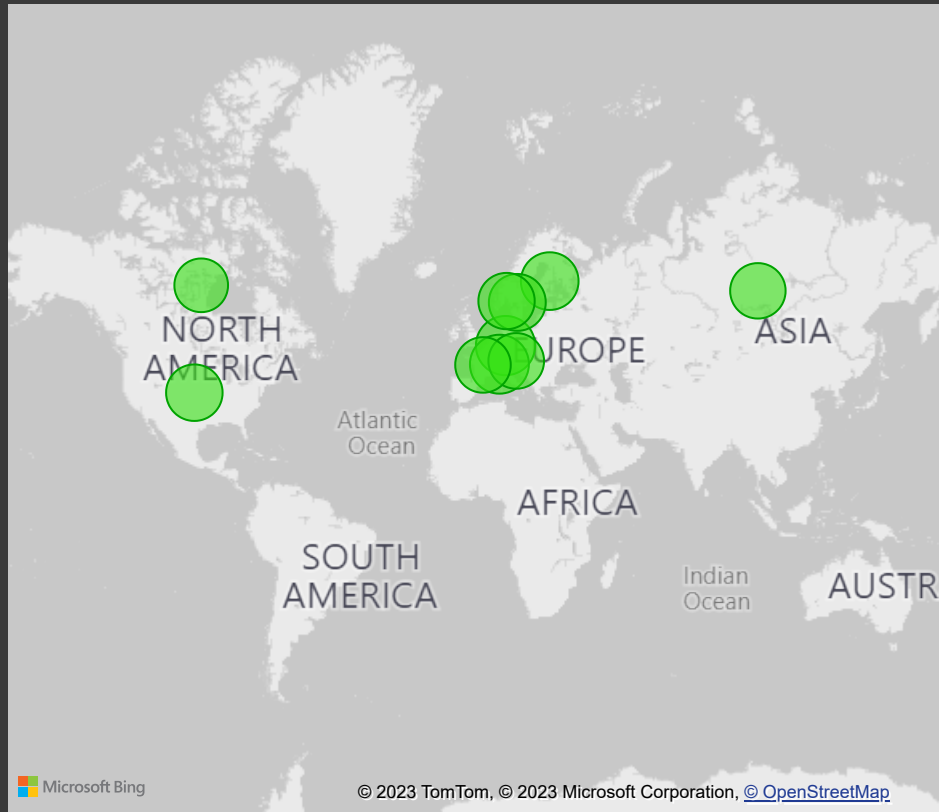 NORTH
AMERICA
EUROPE
ASIA
Atlantic
Ocean
AFRICA
SOUTH
AMERICA
Indian
Ocean
AUSTR
Microsoft Bing
© 2023 TomTom, © 2023 Microsoft Corporation, © OpenStreetMap